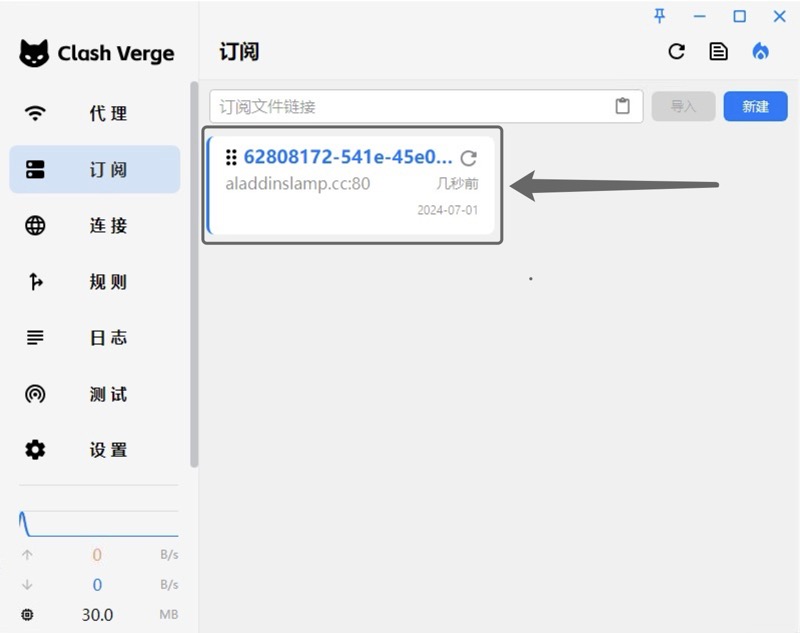 Clash Verge
订阅
代理
订阅
连接
规则
日志
测试
设置
0 B/s
0 B/s
30.0 MB
订阅文件链接
导入
新建
62808172-541e-45e0...
aladdinslamp.cc:80
几秒前
2024-07-01